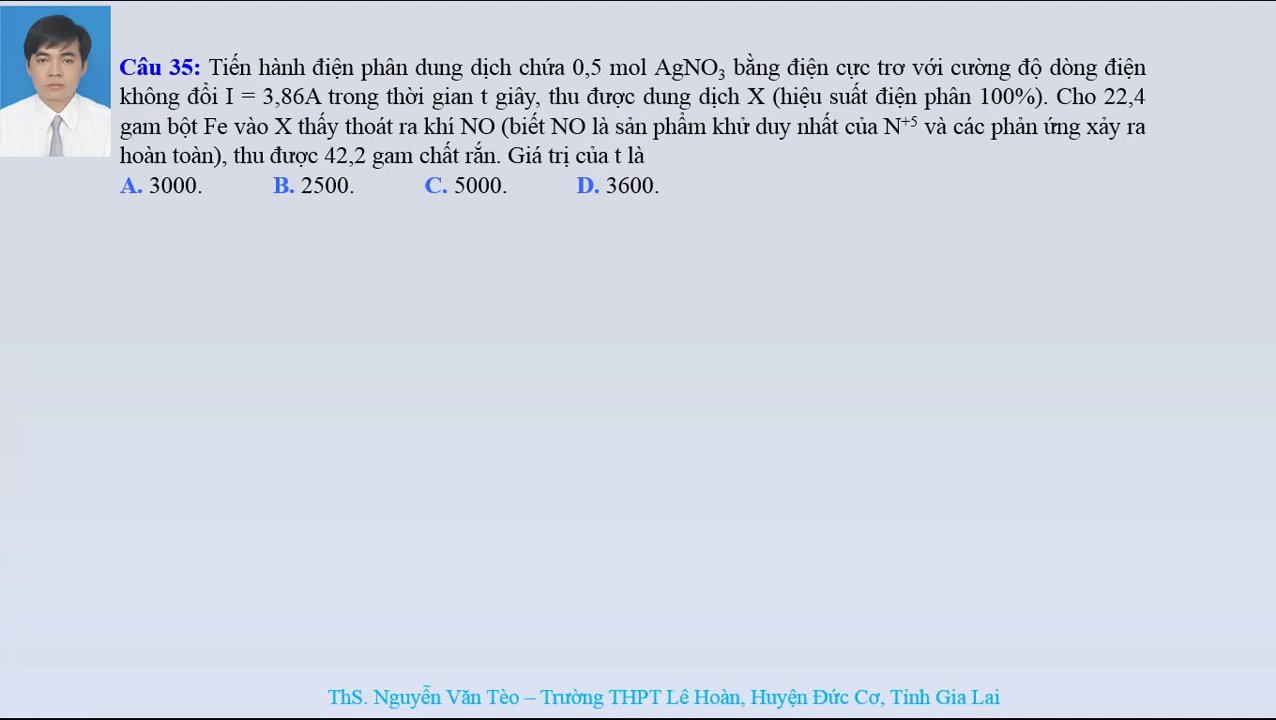 Câu 35: Tiến hành điện phân dung dịch chứa 0,5 mol AgNO₃ bằng điện cực trơ với cường độ dòng điện
không đổi I = 3,86A trong thời gian t giây, thu được dung dịch X (hiệu suất điện phân 100%). Cho 22,4
gam bột Fe vào X thấy thoát ra khí NO (biết NO là sản phẩm khử duy nhất của N⁺⁵ và các phản ứng xảy ra
hoàn toàn), thu được 42,2 gam chất rắn. Giá trị của t là
A. 3000. B. 2500. C. 5000. D. 3600.
ThS. Nguyễn Văn Tèo – Trường THPT Lê Hoàn, Huyện Đức Cơ, Tỉnh Gia Lai